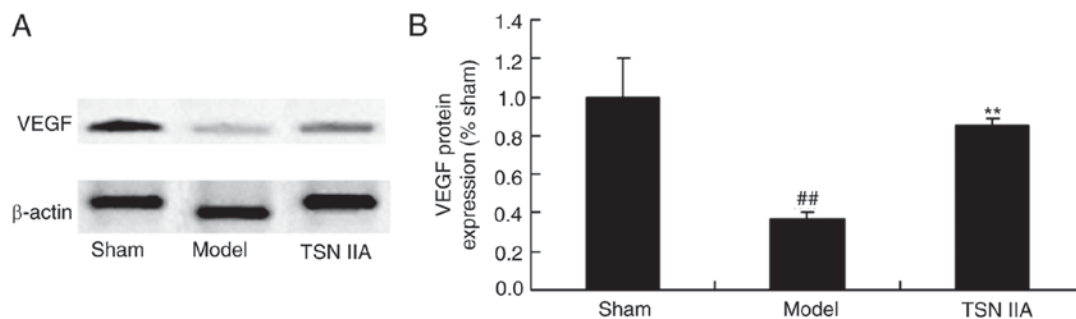 A
VEGF
β-actin
Sham Model TSN IIA
B
VEGF protein
expression (% sham)
1.4
1.2
1.0
0.8
0.6
0.4
0.2
0.0
##
**
Sham Model TSN IIA